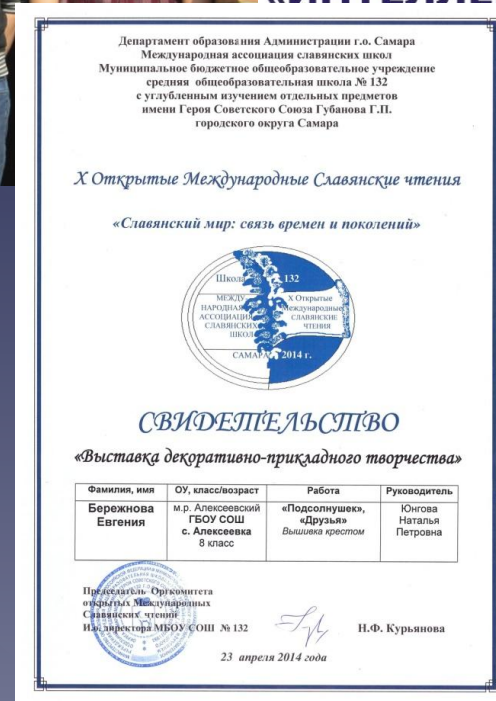 Департамент образования Администрации г.о. Самара
Международная ассоциация славянских школ
Муниципальное бюджетное общеобразовательное учреждение
средняя общеобразовательная школа № 132
с углубленным изучением отдельных предметов
имени Героя Советского Союза Губанова Г.П.
городского округа Самара
X Открытые Международные Славянские чтения
«Славянский мир: связь времен и поколений»
Школа 132
МЕЖДУ
НАРОДНАЯ
АССОЦИАЦИЯ
СЛАВЯНСКИХ
ШКОЛ
X Открытые
Международные
СЛАВЯНСКИЕ
ЧТЕНИЯ
САМАРА 2014 г.
СВИДЕТЕЛЬСТВО
«Выставка декоративно-прикладного творчества»
Фамилия, имя ОУ, класс/возраст Работа Руководитель
Бережнова м.р. Алексеевский «Подсолнушек», Юнгова
Евгения ГБОУ СОШ «Друзья» Наталья
с. Алексеевка Вышивка крестом Петровна
8 класс
Председатель Оргкомитета
открытых Международных
Славянских чтений
И.о. директора МБОУ СОШ № 132 Н.Ф. Курьянова
23 апреля 2014 года